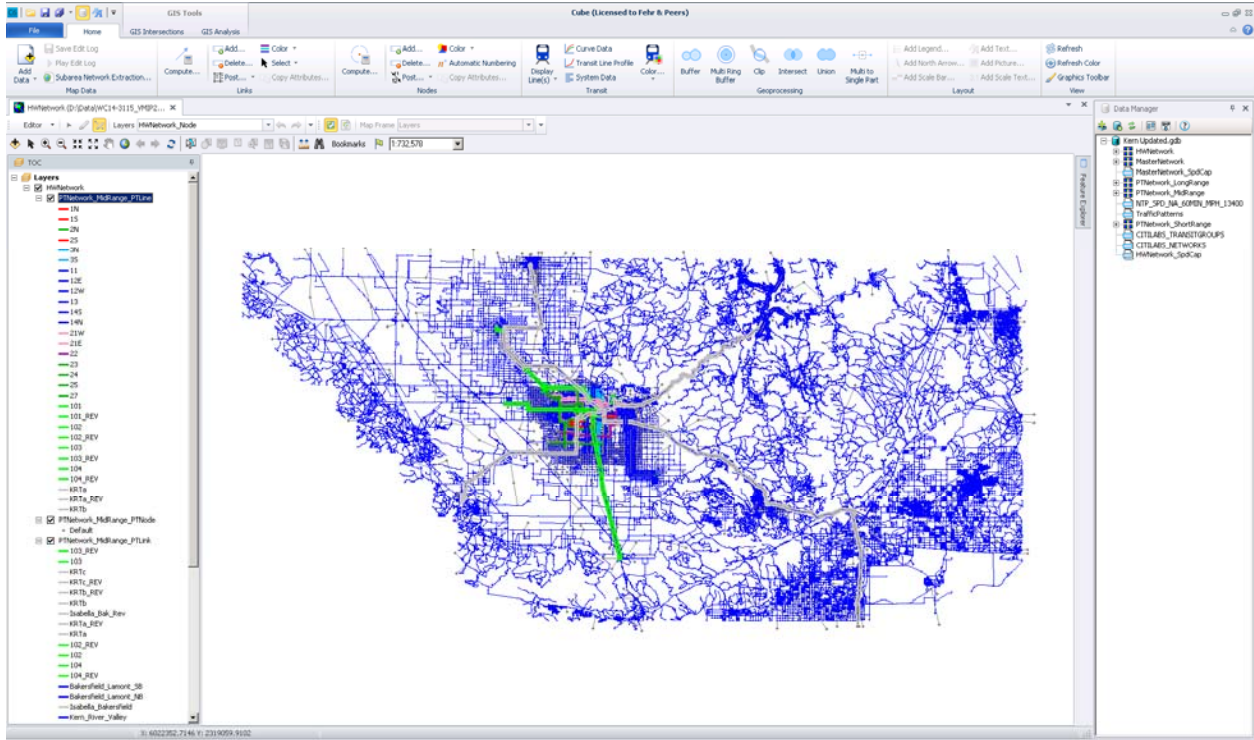 GIS Tools
Cube (Licensed to Fehr & Peers)
File
Home
GIS Intersections
GIS Analysis
Add Data
Save Edit Log
Play Edit Log
Subarea Network Extraction...
Map Data
Compute...
Add...
Delete...
Post...
Color
Select
Copy Attributes...
Links
Compute...
Add...
Delete...
Post...
Color
Automatic Numbering
Copy Attributes...
Nodes
Display Line(s)
Curve Data
Transit Line Profile
System Data
Color...
Transit
Buffer
Multi Ring Buffer
Clip
Intersect
Union
Multi to Single Part
Geoprocessing
Add Legend...
Add North Arrow...
Add Scale Bar...
Add Text...
Add Picture...
Add Scale Text...
Layout
Refresh
Refresh Color
Graphics Toolbar
View
HWNetwork (D:\Data\WC14-3115_VMIP2...
Editor
Layers HWNetwork_Node
Map Frame Layers
Bookmarks
1:732,578
TOC
Layers
HWNetwork
PTNetwork_MidRange_PTLine
1N
1S
2N
2S
3N
3S
11
12E
12W
13
14S
14N
21W
21E
22
23
24
25
27
101
101_REV
102
102_REV
103
103_REV
104
104_REV
KRTa
KRTa_REV
KRTb
PTNetwork_MidRange_PTNode
Default
PTNetwork_MidRange_PTLink
103_REV
103
KRTc
KRTc_REV
KRTb_REV
KRTb
Isabella_Bak_Rev
KRTa_REV
KRTa
102_REV
102
104
104_REV
Bakersfield_Lamont_SB
Bakersfield_Lamont_NB
Isabella_Bakersfield
Kern_River_Valley
Feature Explorer
Data Manager
Kern Updated.gdb
HWNetwork
MasterNetwork
MasterNetwork_SpdCap
PTNetwork_LongRange
PTNetwork_MidRange
NTP_SPD_NA_60MIN_MPH_13400
TrafficPatterns
PTNetwork_ShortRange
CITILABS_TRANSITGROUPS
CITILABS_NETWORKS
HWNetwork_SpdCap
X: 6022352.7146 Y: 2319059.9102